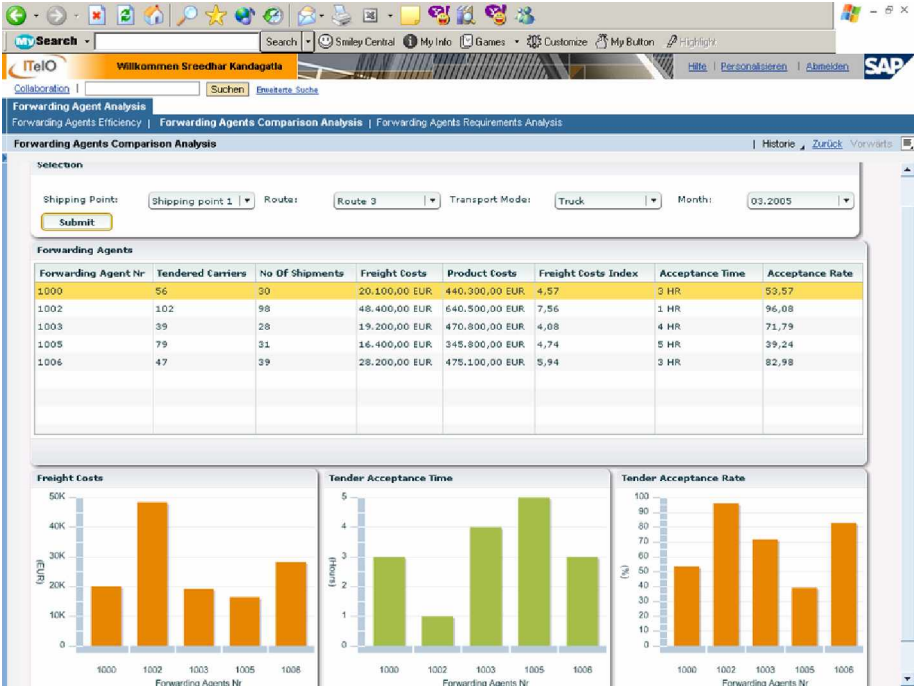 mySearch Search Smiley Central My Info Games Customize My Button Highlight
ITelO Willkommen Sreedhar Kandagatla Hilfe | Personalisieren | Abmelden SAP
Collaboration | Suchen Erweiterte Suche
Forwarding Agent Analysis
Forwarding Agents Efficiency | Forwarding Agents Comparison Analysis | Forwarding Agents Requirements Analysis
Forwarding Agents Comparison Analysis | Historie Zurück Vorwärts
Selection
Shipping Point: Shipping point 1 Route: Route 3 Transport Mode: Truck Month: 03.2005
Submit
Forwarding Agents
Forwarding Agent Nr Tendered Carriers No Of Shipments Freight Costs Product Costs Freight Costs Index Acceptance Time Acceptance Rate
1000 56 30 20.100,00 EUR 440.300,00 EUR 4,57 3 HR 53,57
1002 102 98 48.400,00 EUR 640.500,00 EUR 7,56 1 HR 96,08
1003 39 28 19.200,00 EUR 470.800,00 EUR 4,08 4 HR 71,79
1005 79 31 16.400,00 EUR 345.800,00 EUR 4,74 5 HR 39,24
1006 47 39 28.200,00 EUR 475.100,00 EUR 5,94 3 HR 82,98
Freight Costs
50K
40K
30K
20K
10K
0
(EUR)
1000 1002 1003 1005 1006
Forwarding Agents Nr
Tender Acceptance Time
5
4
3
2
1
0
(Hours)
1000 1002 1003 1005 1006
Forwarding Agents Nr
Tender Acceptance Rate
100
90
80
70
60
50
40
30
20
10
0
(%)
1000 1002 1003 1005 1006
Forwarding Agents Nr